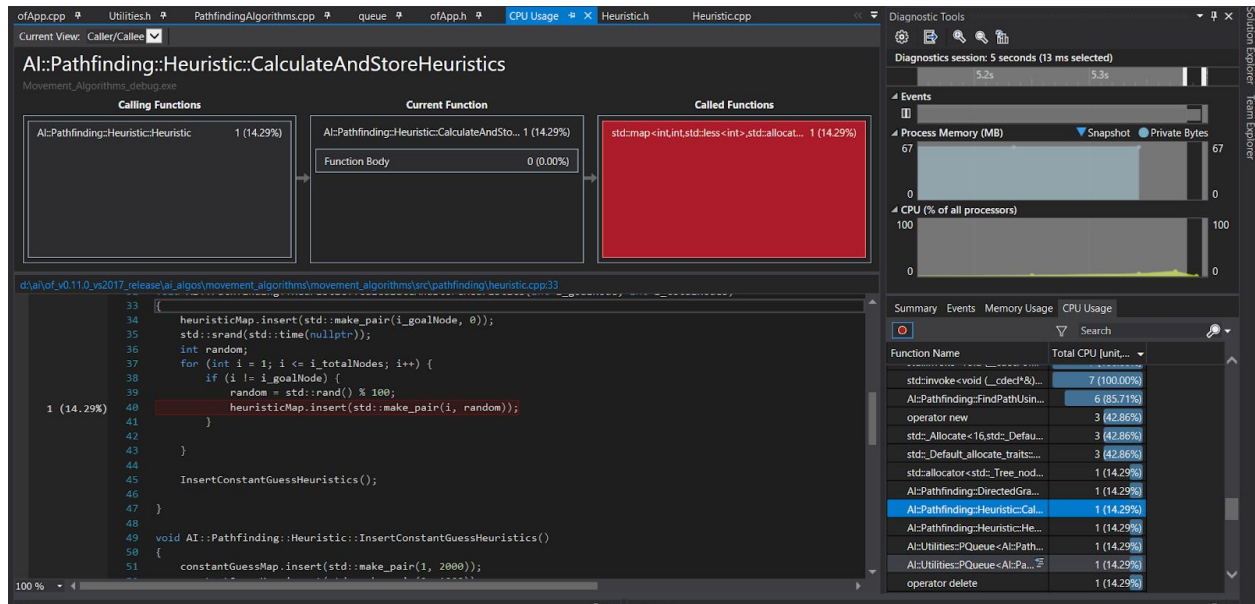 ofApp.cpp Utilities.h PathfindingAlgorithms.cpp queue ofApp.h CPU Usage Heuristic.h Heuristic.cpp
Current View: Caller/Callee
AI::Pathfinding::Heuristic::CalculateAndStoreHeuristics
Movement_Algorithms_debug.exe
Calling Functions Current Function Called Functions
AI::Pathfinding::Heuristic::Heuristic 1 (14.29%)
AI::Pathfinding::Heuristic::CalculateAndSto... 1 (14.29%)
Function Body 0 (0.00%)
std::map<int,int,std::less<int>,std::allocat... 1 (14.29%)
d:\ai\of_v0.11.0_vs2017_release\ai_algos\movement_algorithms\movement_algorithms\src\pathfinding\heuristic.cpp:33
33 {
34 heuristicMap.insert(std::make_pair(i_goalNode, 0));
35 std::srand(std::time(nullptr));
36 int random;
37 for (int i = 1; i <= i_totalNodes; i++) {
38 if (i != i_goalNode) {
39 random = std::rand() % 100;
1 (14.29%) 40 heuristicMap.insert(std::make_pair(i, random));
41 }
42
43 }
44
45 InsertConstantGuessHeuristics();
46
47 }
48
49 void AI::Pathfinding::Heuristic::InsertConstantGuessHeuristics()
50 {
51 constantGuessMap.insert(std::make_pair(1, 2000));
100 %
Diagnostic Tools
Diagnostics session: 5 seconds (13 ms selected)
5.2s 5.3s
Events
Process Memory (MB) Snapshot Private Bytes
67 67
0 0
CPU (% of all processors)
100 100
0 0
Summary Events Memory Usage CPU Usage
Search
Function Name Total CPU [unit,...
std::invoke<void (__cdecl*&)... 7 (100.00%)
AI::Pathfinding::FindPathUsin... 6 (85.71%)
operator new 3 (42.86%)
std::_Allocate<16,std::_Defau... 3 (42.86%)
std::_Default_allocate_traits::... 3 (42.86%)
std::allocator<std::_Tree_nod... 1 (14.29%)
AI::Pathfinding::DirectedGra... 1 (14.29%)
AI::Pathfinding::Heuristic::Cal... 1 (14.29%)
AI::Pathfinding::Heuristic::He... 1 (14.29%)
AI::Utilities::PQueue<AI::Path... 1 (14.29%)
AI::Utilities::PQueue<AI::Pa... 1 (14.29%)
operator delete 1 (14.29%)
Solution Explorer
Team Explorer